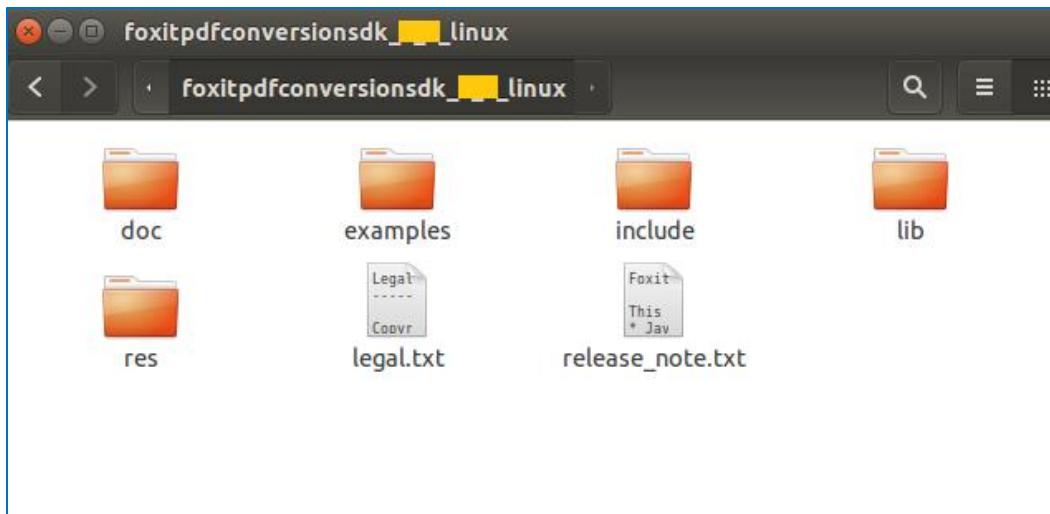 foxitpdfconversionsdk_ _ _linux
foxitpdfconversionsdk_ _ _linux
doc
examples
include
lib
Legal
-----
Copyr
Foxit
This
* Jav
res
legal.txt
release_note.txt